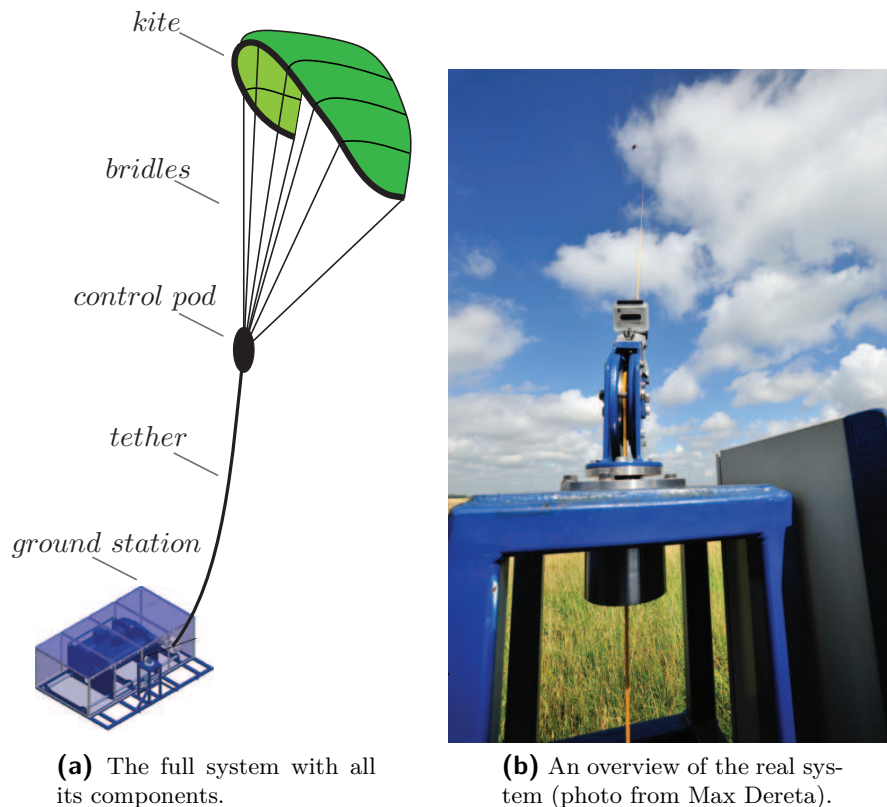 kite
bridles
control pod
tether
ground station
(a) The full system with all
its components.
(b) An overview of the real sys-
tem (photo from Max Dereta).